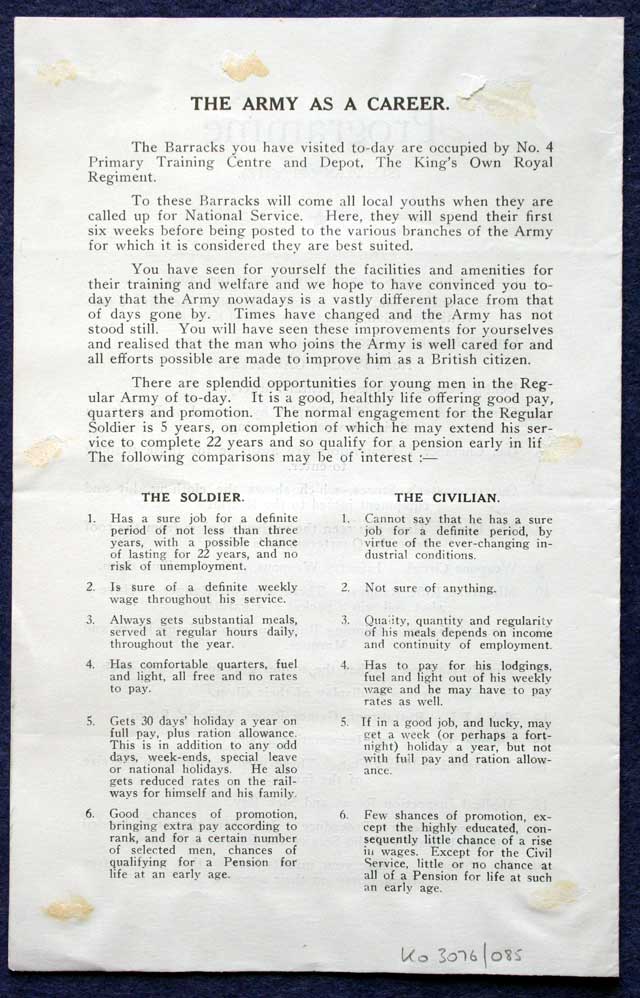 THE ARMY AS A CAREER.
The Barracks you have visited to-day are occupied by No. 4
Primary Training Centre and Depot, The King's Own Royal
Regiment.
To these Barracks will come all local youths when they are
called up for National Service. Here, they will spend their first
six weeks before being posted to the various branches of the Army
for which it is considered they are best suited.
You have seen for yourself the facilities and amenities for
their training and welfare and we hope to have convinced you to-
day that the Army nowadays is a vastly different place from that
of days gone by. Times have changed and the Army has not
stood still. You will have seen these improvements for yourselves
and realised that the man who joins the Army is well cared for and
all efforts possible are made to improve him as a British citizen.
There are splendid opportunities for young men in the Reg-
ular Army of to-day. It is a good, healthly life offering good pay,
quarters and promotion. The normal engagement for the Regular
Soldier is 5 years, on completion of which he may extend his ser-
vice to complete 22 years and so qualify for a pension early in lif
The following comparisons may be of interest :—
THE SOLDIER.
1. Has a sure job for a definite
period of not less than three
years, with a possible chance
of lasting for 22 years, and no
risk of unemployment.
2. Is sure of a definite weekly
wage throughout his service.
3. Always gets substantial meals,
served at regular hours daily,
throughout the year.
4. Has comfortable quarters, fuel
and light, all free and no rates
to pay.
5. Gets 30 days' holiday a year on
full pay, plus ration allowance.
This is in addition to any odd
days, week-ends, special leave
or national holidays. He also
gets reduced rates on the rail-
ways for himself and his family.
6. Good chances of promotion,
bringing extra pay according to
rank, and for a certain number
of selected men, chances of
qualifying for a Pension for
life at an early age.
THE CIVILIAN.
1. Cannot say that he has a sure
job for a definite period, by
virtue of the ever-changing in-
dustrial conditions.
2. Not sure of anything.
3. Quality, quantity and regularity
of his meals depends on income
and continuity of employment.
4. Has to pay for his lodgings,
fuel and light out of his weekly
wage and he may have to pay
rates as well.
5. If in a good job, and lucky, may
get a week (or perhaps a fort-
night) holiday a year, but not
with full pay and ration allow-
ance.
6. Few shances of promotion, ex-
cept the highly educated, con-
sequently little chance of a rise
in wages. Except for the Civil
Service, little or no chance at
all of a Pension for life at such
an early age.
Ko 3076/085